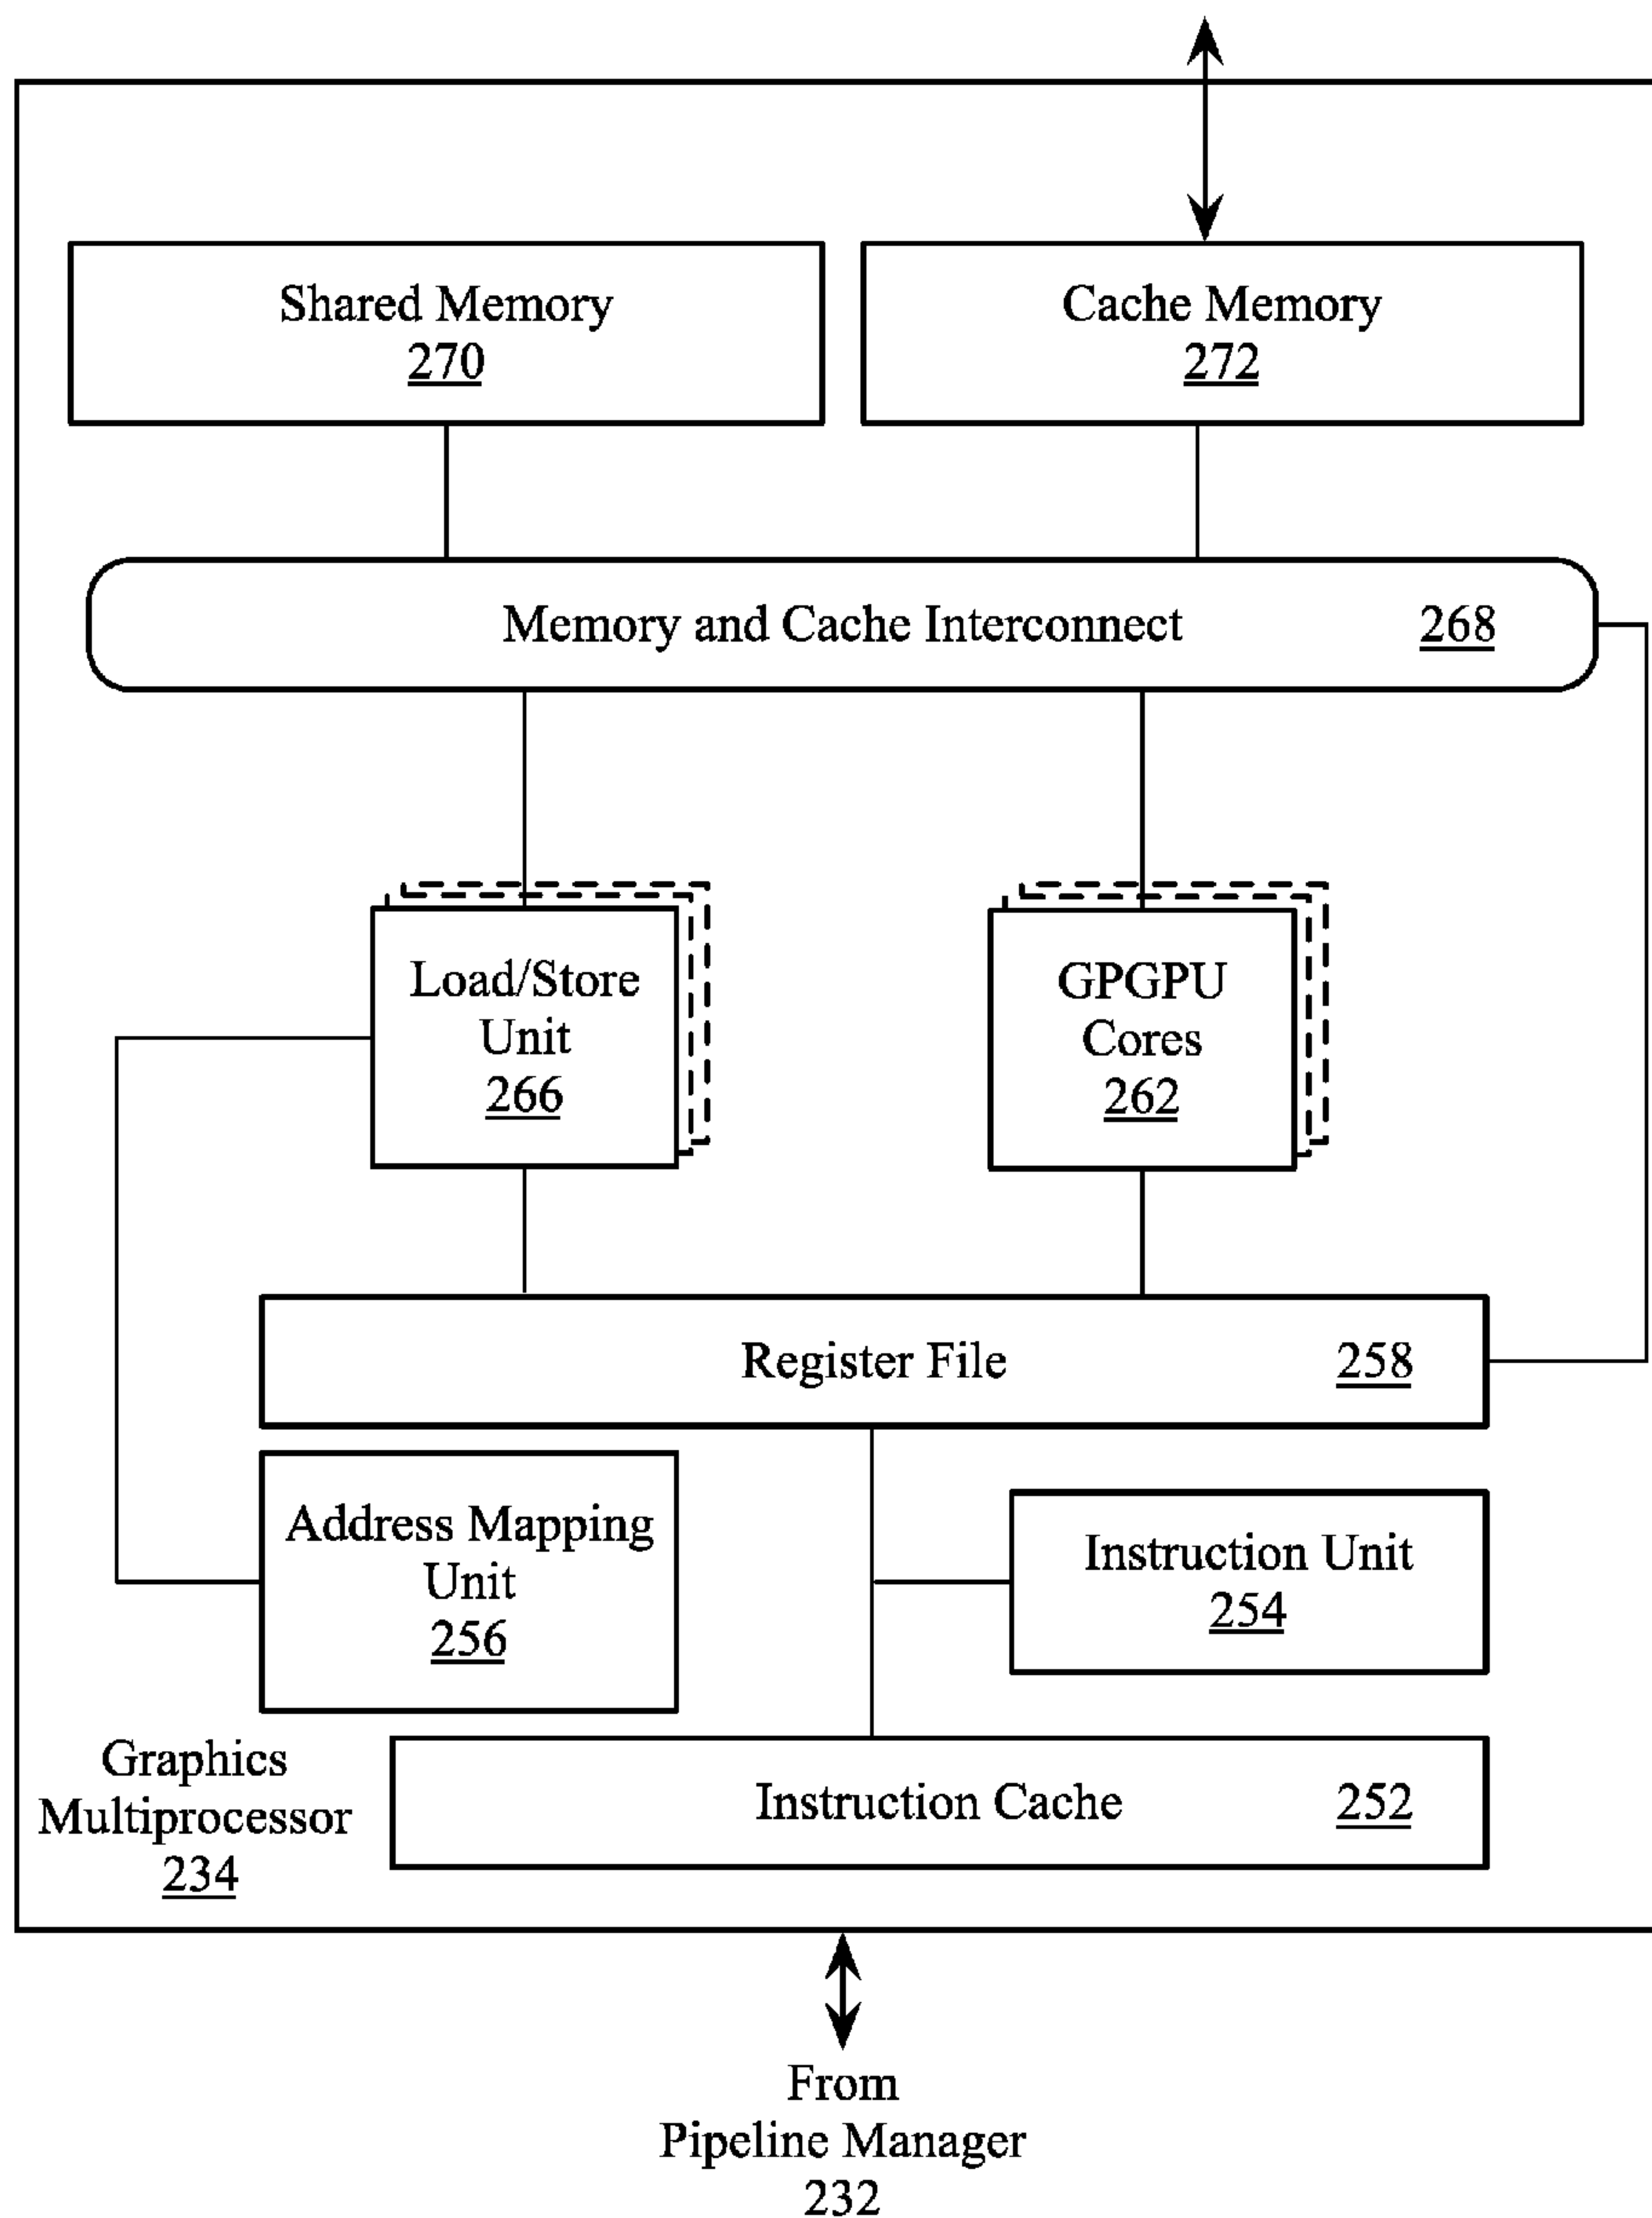 Shared Memory
270
Cache Memory
272
Memory and Cache Interconnect 268
Load/Store
Unit
266
GPGPU
Cores
262
Register File 258
Address Mapping
Unit
256
Instruction Unit
254
Graphics
Multiprocessor
234
Instruction Cache 252
From
Pipeline Manager
232